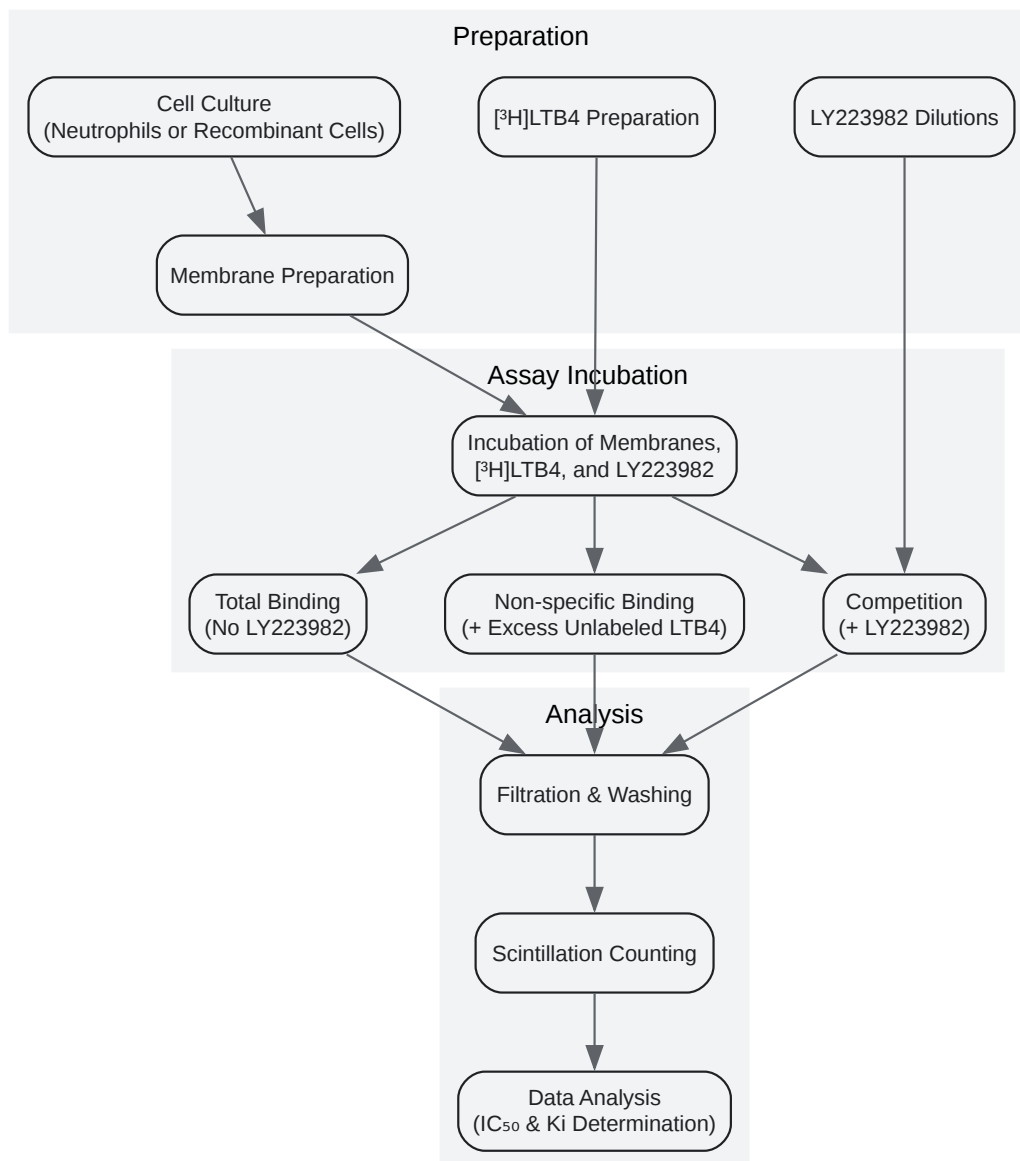 Preparation
Cell Culture
(Neutrophils or Recombinant Cells)
[³H]LTB4 Preparation
LY223982 Dilutions
Membrane Preparation
Assay Incubation
Incubation of Membranes,
[³H]LTB4, and LY223982
Total Binding
(No LY223982)
Non-specific Binding
(+ Excess Unlabeled LTB4)
Competition
(+ LY223982)
Analysis
Filtration & Washing
Scintillation Counting
Data Analysis
(IC₅₀ & Ki Determination)